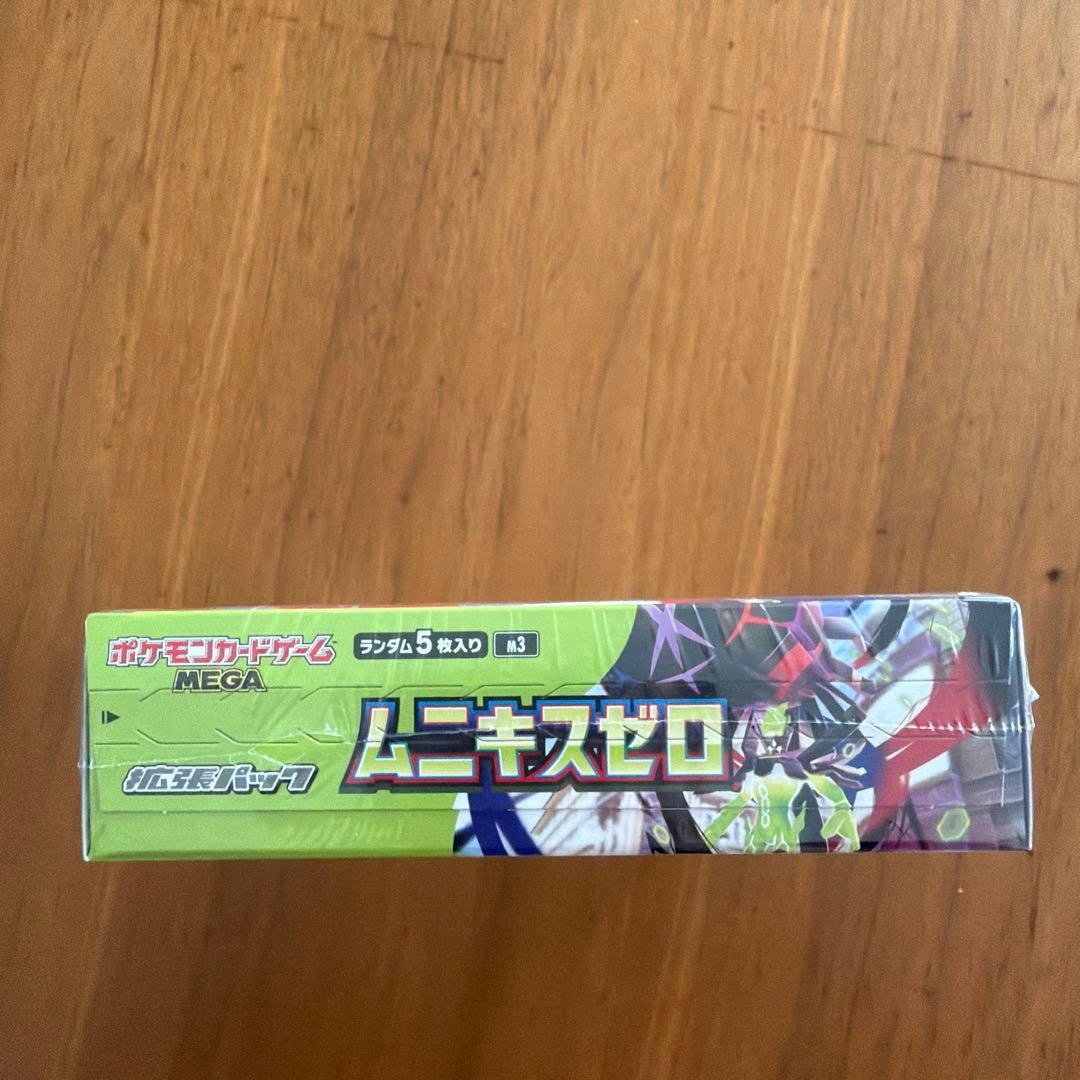 ポケモンカードゲーム
MEGA
ランダム5枚入り M3
ムニキスゼロ
拡張パック